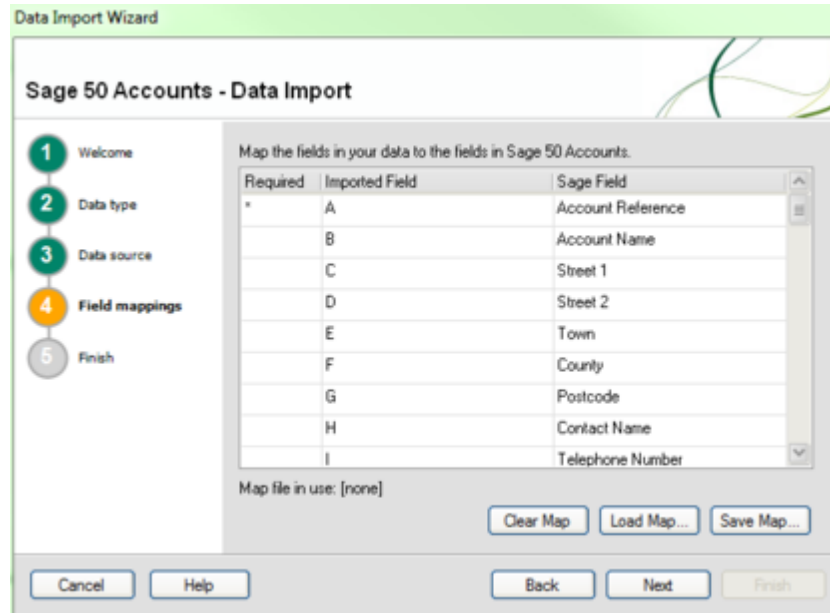 Data Import Wizard
Sage 50 Accounts - Data Import
1 Welcome
2 Data type
3 Data source
4 Field mappings
5 Finish
Map the fields in your data to the fields in Sage 50 Accounts.
Required Imported Field Sage Field
* A Account Reference
B Account Name
C Street 1
D Street 2
E Town
F County
G Postcode
H Contact Name
I Telephone Number
Map file in use: [none]
Clear Map Load Map... Save Map...
Cancel Help Back Next Finish